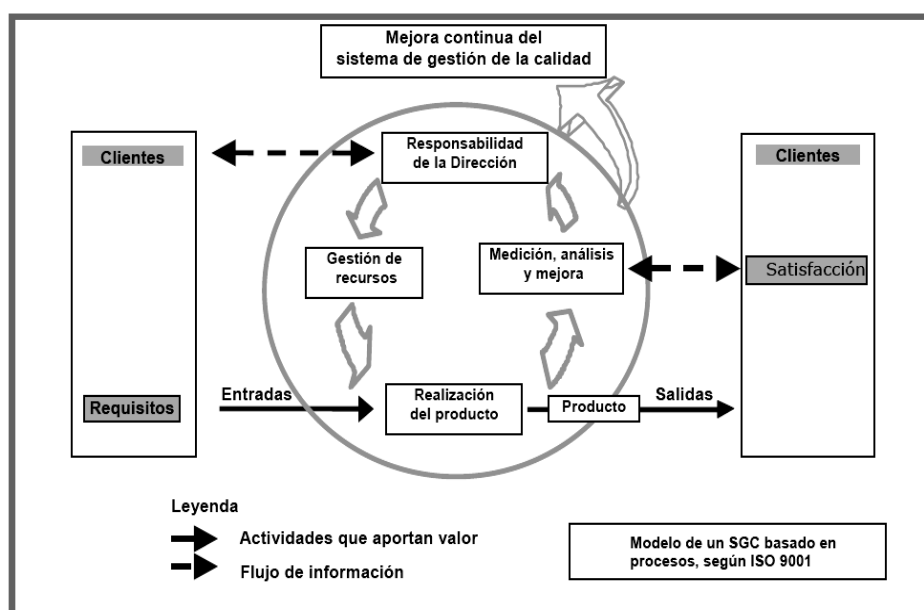 Mejora continua del
sistema de gestión de la calidad
Clientes
Responsabilidad
de la Dirección
Clientes
Gestión de
recursos
Medición, análisis
y mejora
Satisfacción
Requisitos
Entradas
Realización
del producto
Producto
Salidas
Leyenda
Actividades que aportan valor
Flujo de información
Modelo de un SGC basado en
procesos, según ISO 9001